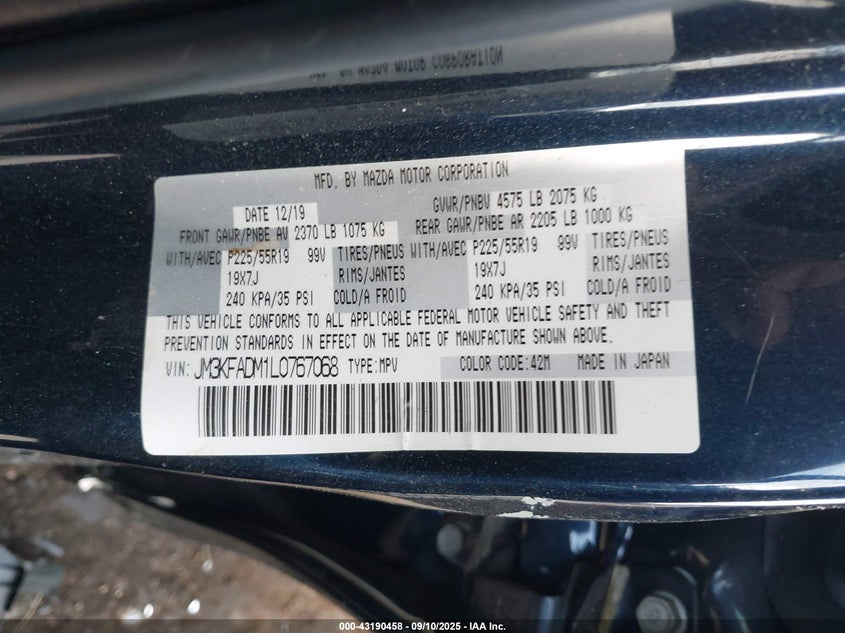 MFD. BY MAZDA MOTOR CORPORATION
DATE 12/19 GVWR/PNBV 4575 LB 2075 KG
FRONT GAWR/PNBE AV 2370 LB 1075 KG REAR GAWR/PNBE AR 2205 LB 1000 KG
WITH/AVEC P225/55R19 99V TIRES/PNEUS WITH/AVEC P225/55R19 99V TIRES/PNEUS
19X7J RIMS/JANTES 19X7J RIMS/JANTES
240 KPA/35 PSI COLD/A FROID 240 KPA/35 PSI COLD/A FROID
THIS VEHICLE CONFORMS TO ALL APPLICABLE FEDERAL MOTOR VEHICLE SAFETY AND THEFT
PREVENTION STANDARDS IN EFFECT ON THE DATE OF MANUFACTURE SHOWN ABOVE.
VIN: JM3KFADM1L0767068 TYPE:MPV COLOR CODE:42M MADE IN JAPAN
000-43190458 - 09/10/2025 - IAA Inc.